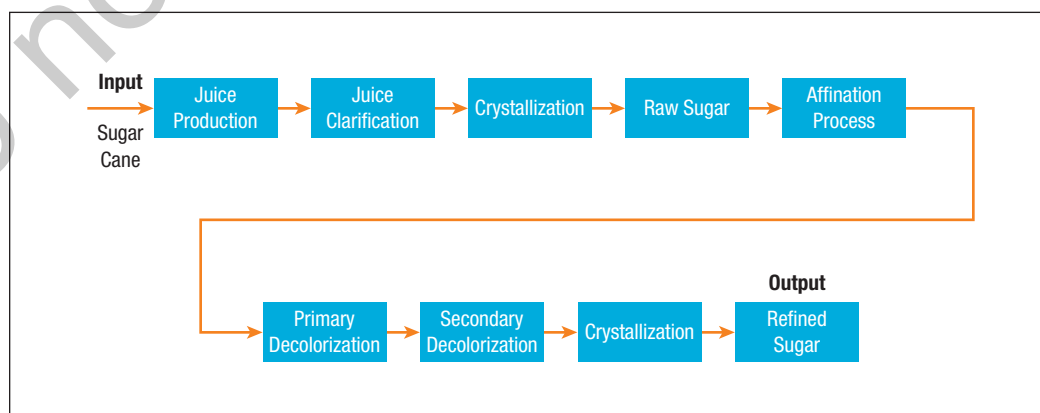 Input
Sugar
Cane
Juice
Production
Juice
Clarification
Crystallization
Raw Sugar
Affination
Process
Primary
Decolorization
Secondary
Decolorization
Crystallization
Output
Refined
Sugar